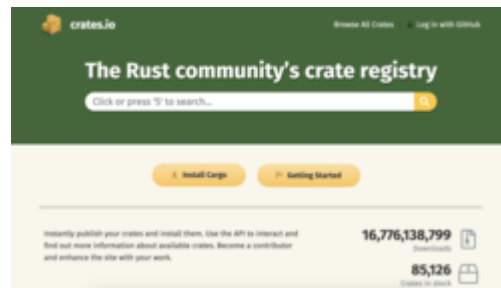 crates.io
Browse All Crates
Log in with GitHub
The Rust community's crate registry
Click or press 'S' to search...
Install Cargo
Getting Started
Instantly publish your crates and install them. Use the API to interact and
find out more information about available crates. Become a contributor
and enhance the site with your work.
16,776,138,799
Downloads
85,126
Crates in stock